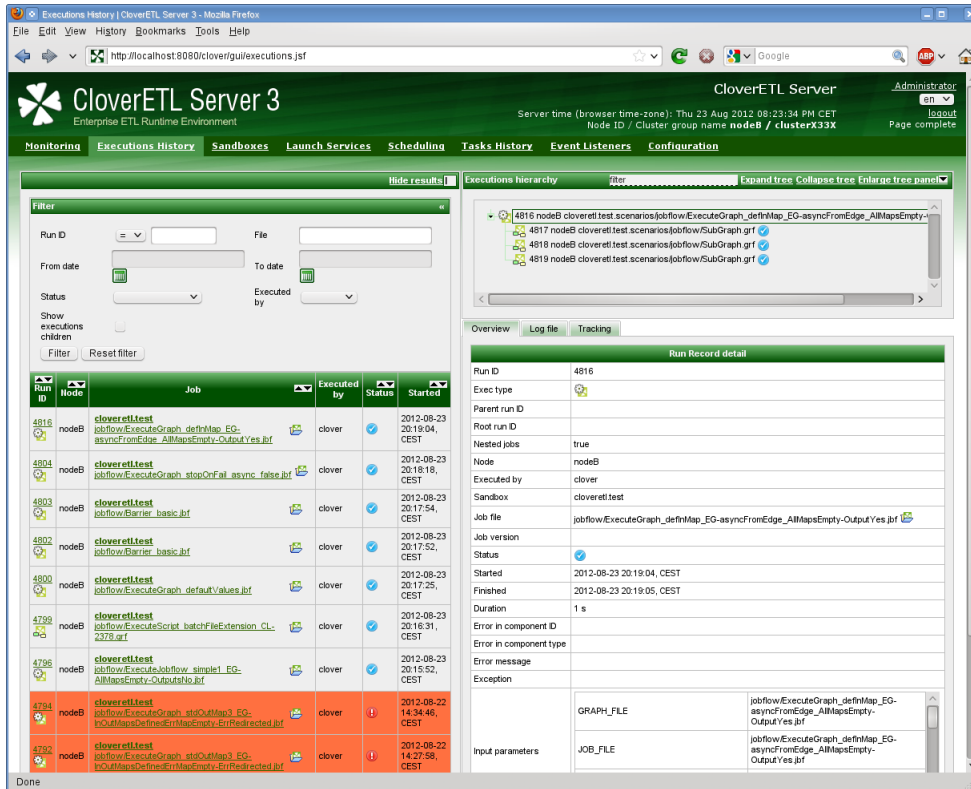 Executions History | CloverETL Server 3 - Mozilla Firefox
File Edit View History Bookmarks Tools Help
http://localhost:8080/clover/gui/executions.jsf
Google
ABP
CloverETL Server 3
Enterprise ETL Runtime Environment
CloverETL Server
Administrator
en
logout
Server time (browser time-zone): Thu 23 Aug 2012 08:23:34 PM CET
Node ID / Cluster group name nodeB / clusterX33X
Page complete
Monitoring Executions History Sandboxes Launch Services Scheduling Tasks History Event Listeners Configuration
Hide results
Filter «
Run ID =
File
From date
To date
Status
Executed by
Show executions children
Filter Reset filter
Run ID Node Job Executed by Status Started
4816 nodeB cloveretl.test clover 2012-08-23 20:19:04, CEST
jobflow/ExecuteGraph_defInMap_EG-asyncFromEdge_AllMapsEmpty-OutputYes.jbf
4804 nodeB cloveretl.test clover 2012-08-23 20:18:18, CEST
jobflow/ExecuteGraph_stopOnFail_async_false.jbf
4803 nodeB cloveretl.test clover 2012-08-23 20:17:54, CEST
jobflow/Barrier_basic.jbf
4802 nodeB cloveretl.test clover 2012-08-23 20:17:52, CEST
jobflow/Barrier_basic.jbf
4800 nodeB cloveretl.test clover 2012-08-23 20:17:25, CEST
jobflow/ExecuteGraph_defaultValues.jbf
4799 nodeB cloveretl.test clover 2012-08-23 20:16:31, CEST
jobflow/ExecuteScript_batchFileExtension_CL-2378.grf
4796 nodeB cloveretl.test clover 2012-08-23 20:15:52, CEST
jobflow/ExecuteJobflow_simple1_EG-AllMapsEmpty-OutputsNo.jbf
4794 nodeB cloveretl.test clover 2012-08-22 14:34:46, CEST
jobflow/ExecuteGraph_stdOutMap3_EG-InOutMapsDefinedErrMapEmpty-ErrRedirected.jbf
4792 nodeB cloveretl.test clover 2012-08-22 14:27:58, CEST
jobflow/ExecuteGraph_stdOutMap3_EG-InOutMapsDefinedErrMapEmpty-ErrRedirected.jbf
Executions hierarchy filter Expand tree Collapse tree Enlarge tree panel
4816 nodeB cloveretl.test.scenarios/jobflow/ExecuteGraph_defInMap_EG-asyncFromEdge_AllMapsEmpty-
4817 nodeB cloveretl.test.scenarios/jobflow/SubGraph.grf
4818 nodeB cloveretl.test.scenarios/jobflow/SubGraph.grf
4819 nodeB cloveretl.test.scenarios/jobflow/SubGraph.grf
Overview Log file Tracking
Run Record detail
Run ID 4816
Exec type
Parent run ID
Root run ID
Nested jobs true
Node nodeB
Executed by clover
Sandbox cloveretl.test
Job file jobflow/ExecuteGraph_defInMap_EG-asyncFromEdge_AllMapsEmpty-OutputYes.jbf
Job version
Status
Started 2012-08-23 20:19:04, CEST
Finished 2012-08-23 20:19:05, CEST
Duration 1 s
Error in component ID
Error in component type
Error message
Exception
Input parameters
GRAPH_FILE jobflow/ExecuteGraph_defInMap_EG-asyncFromEdge_AllMapsEmpty-OutputYes.jbf
JOB_FILE jobflow/ExecuteGraph_defInMap_EG-asyncFromEdge_AllMapsEmpty-OutputYes.jbf
Done